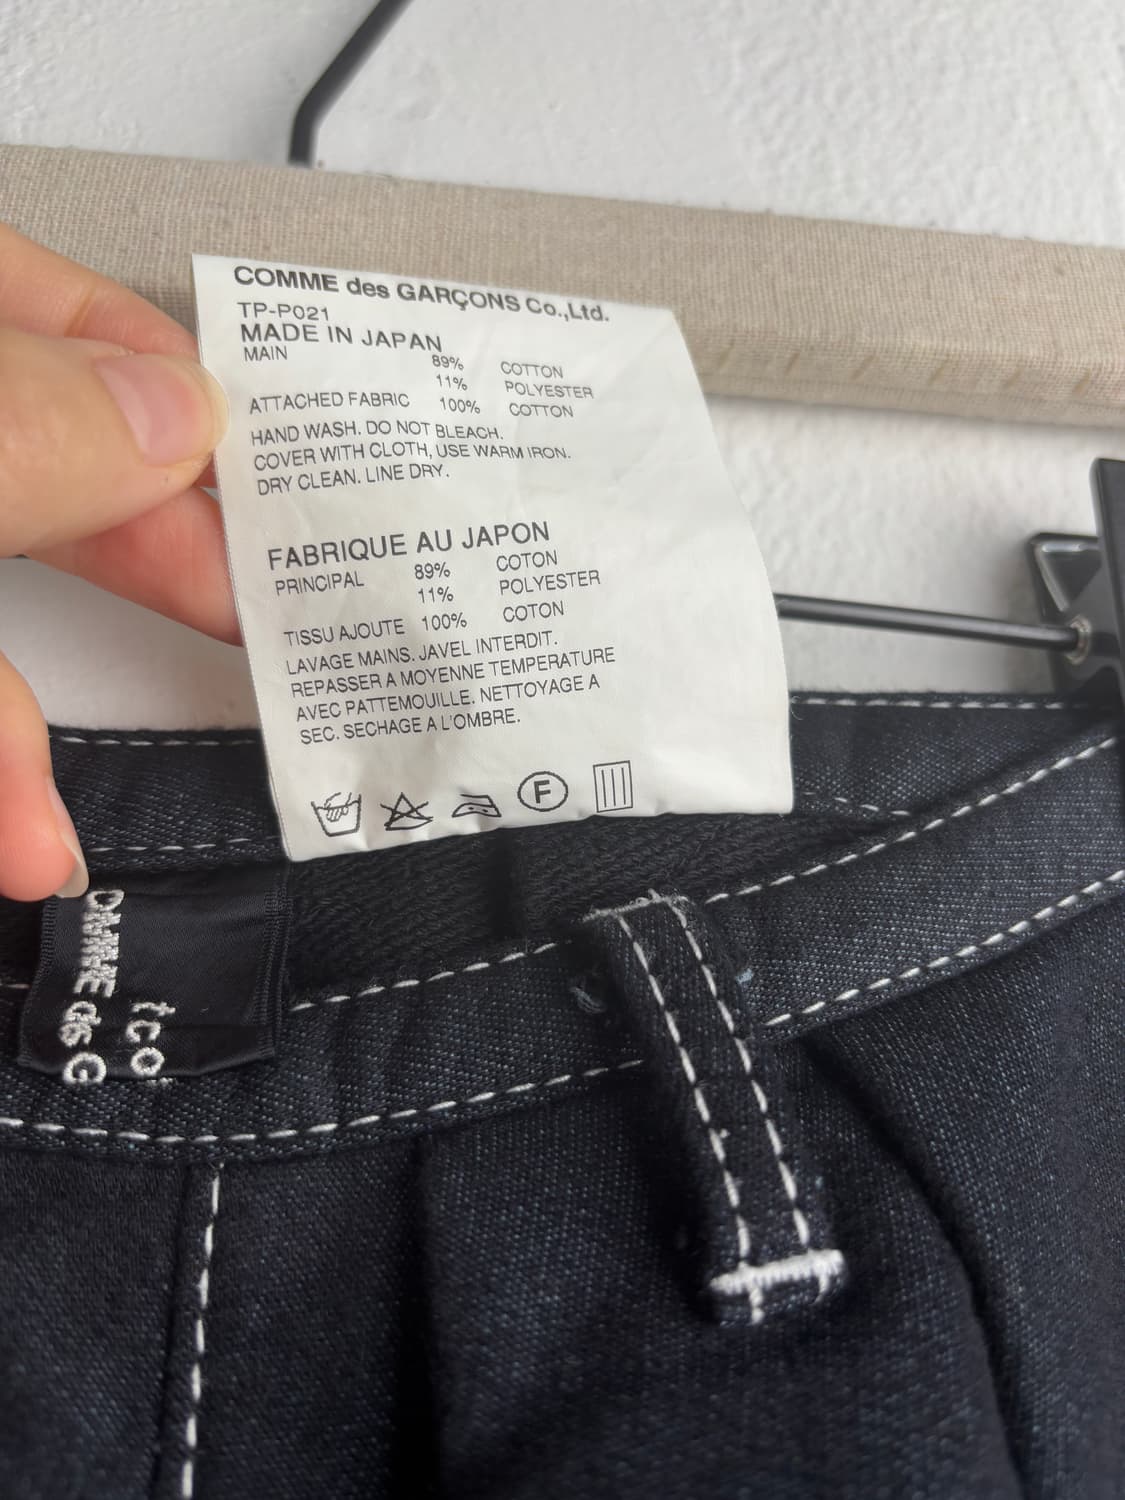 COMME des GARÇONS Co.,Ltd.
TP-P021
MADE IN JAPAN
MAIN 89% COTTON
11% POLYESTER
ATTACHED FABRIC 100% COTTON
HAND WASH. DO NOT BLEACH.
COVER WITH CLOTH, USE WARM IRON.
DRY CLEAN. LINE DRY.
FABRIQUE AU JAPON
PRINCIPAL 89% COTON
11% POLYESTER
TISSU AJOUTE 100% COTON
LAVAGE MAINS. JAVEL INTERDIT.
REPASSER A MOYENNE TEMPERATURE
AVEC PATTEMOUILLE. NETTOYAGE A
SEC. SECHAGE A L'OMBRE.
F
tco
OMME des G